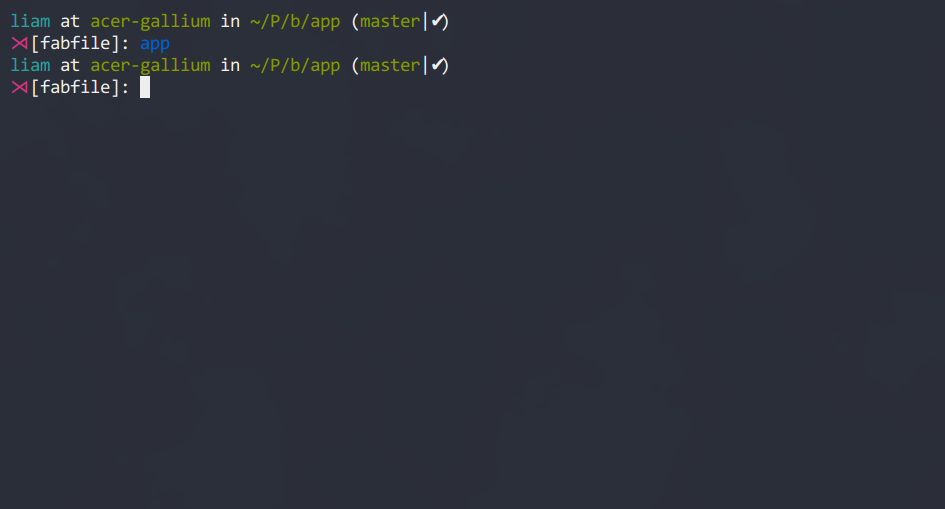 liam at acer-gallium in ~/P/b/app (master|✔)
⋊[fabfile]: app
liam at acer-gallium in ~/P/b/app (master|✔)
⋊[fabfile]: